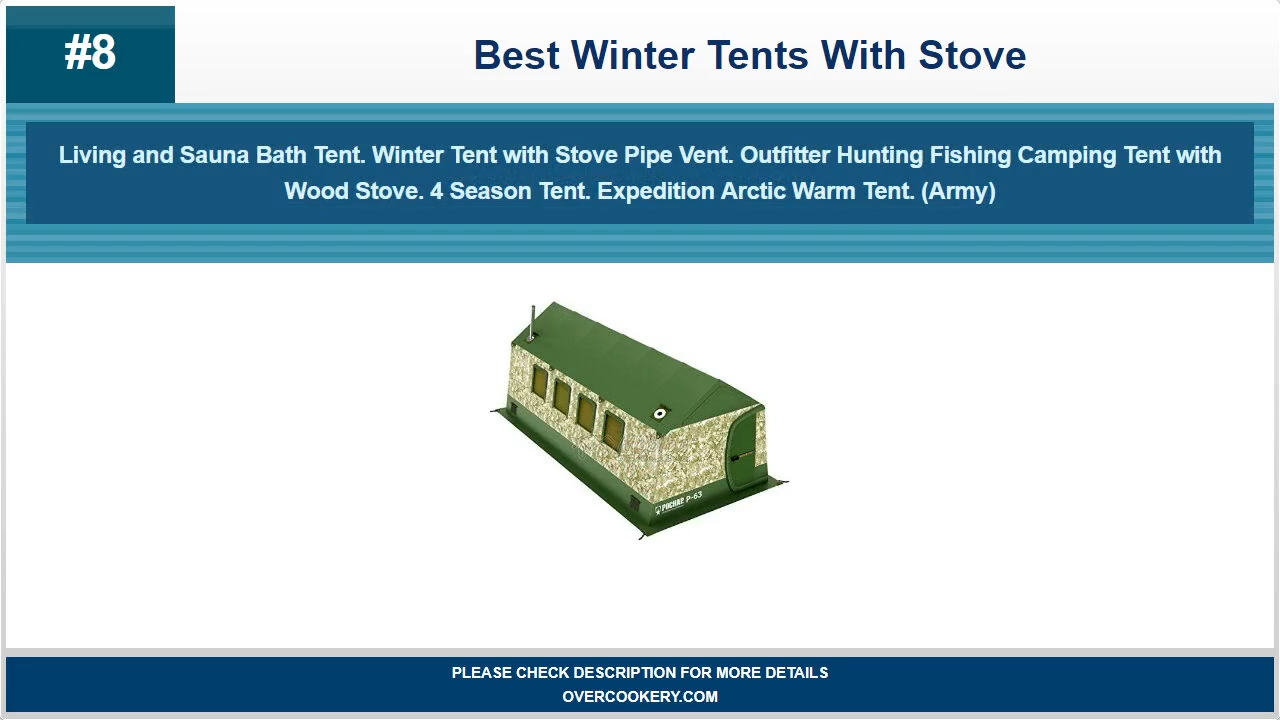 #8
Best Winter Tents With Stove
Living and Sauna Bath Tent. Winter Tent with Stove Pipe Vent. Outfitter Hunting Fishing Camping Tent with
Wood Stove. 4 Season Tent. Expedition Arctic Warm Tent. (Army)
P-63
PLEASE CHECK DESCRIPTION FOR MORE DETAILS
OVERCOOKERY.COM